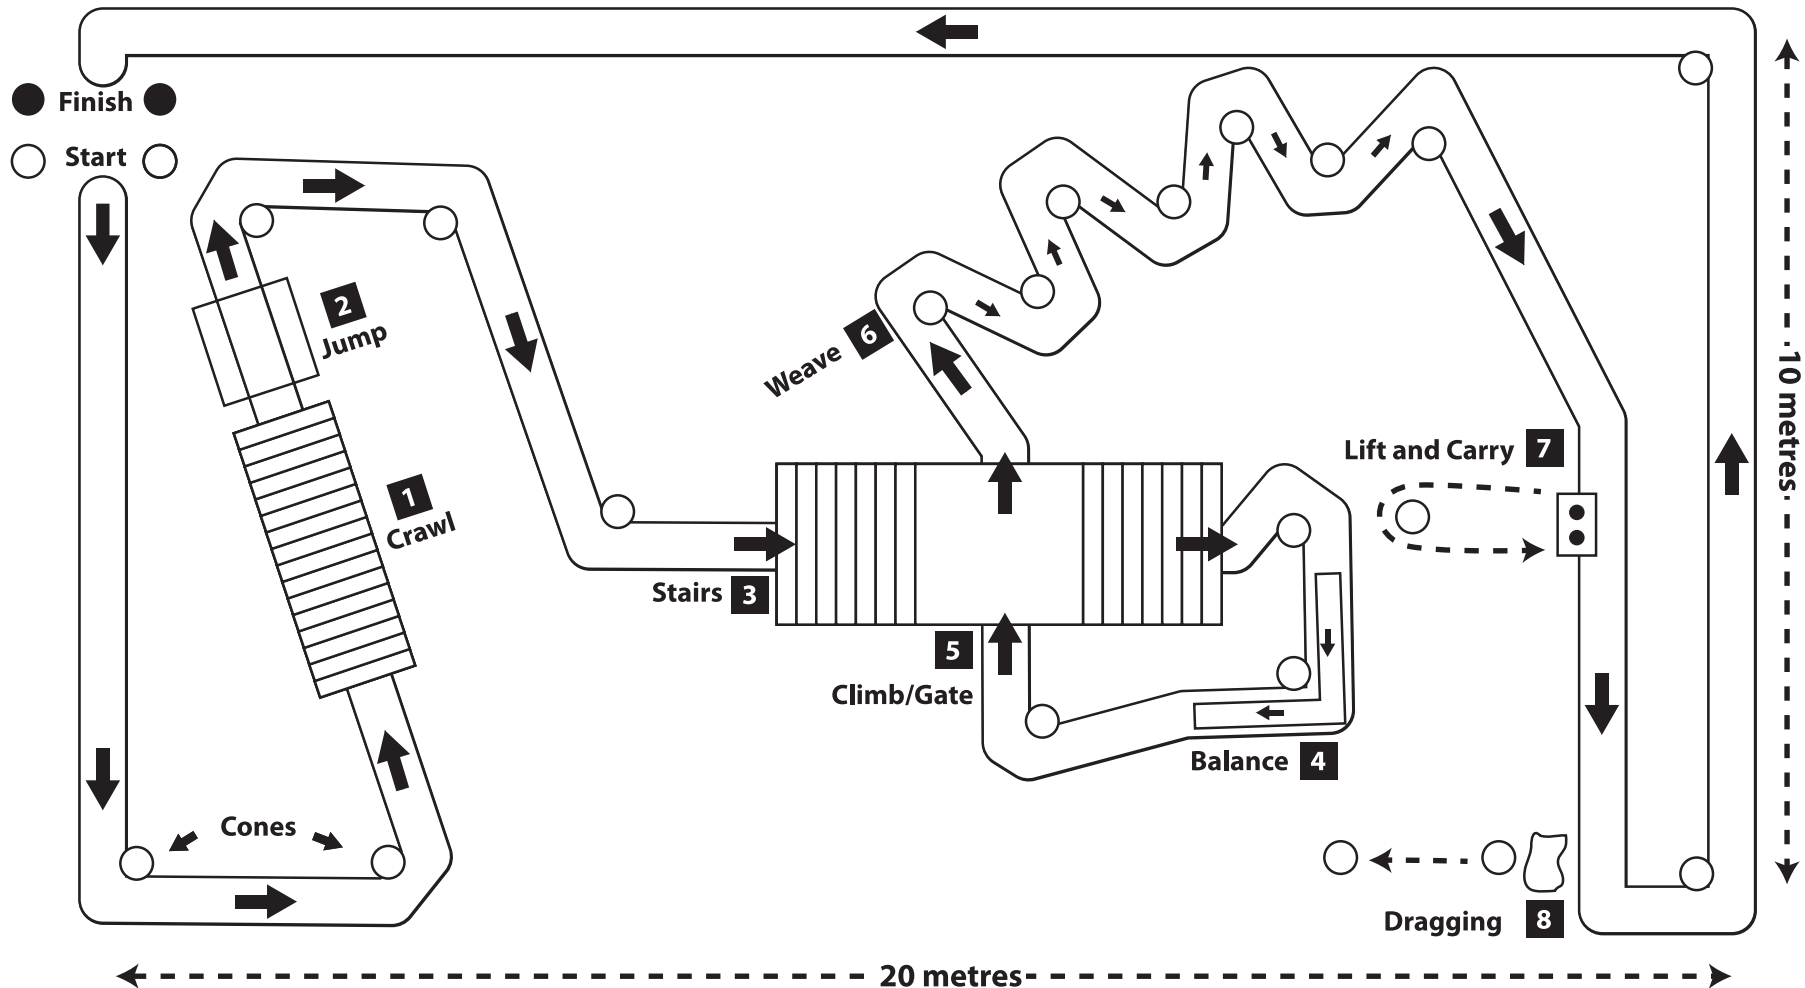 Finish
Start
2
Jump
1
Crawl
Cones
Stairs 3
Weave 6
5
Climb/Gate
Balance 4
Lift and Carry 7
Dragging 8
10 metres
20 metres